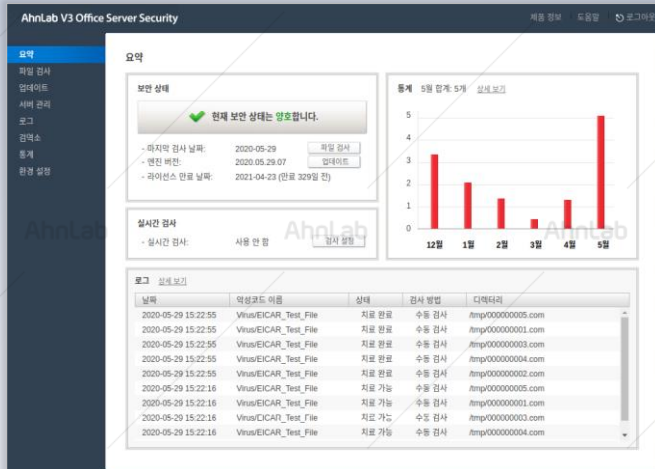 AhnLab V3 Office Server Security
제품 정보 도움말 로그아웃
요약
파일 검사
업데이트
서버 관리
로그
검역소
통계
환경 설정
요약
보안 상태
현재 보안 상태는 양호합니다.
- 마지막 검사 날짜: 2020-05-29 파일 검사
- 엔진 버전: 2020.05.29.07 업데이트
- 라이선스 만료 날짜: 2021-04-23 (만료 329일 전)
통계 5월 합계: 5개 상세 보기
5
4
3
2
1
0
12월 1월 2월 3월 4월 5월
실시간 검사
- 실시간 검사: 사용 안 함 검사 설정
AhnLab AhnLab AhnLab
로그 상세 보기
날짜 악성코드 이름 상태 검사 방법 디렉터리
2020-05-29 15:22:55 Virus/EICAR_Test_File 치료 완료 수동 검사 /tmp/000000005.com
2020-05-29 15:22:55 Virus/EICAR_Test_File 치료 완료 수동 검사 /tmp/000000001.com
2020-05-29 15:22:55 Virus/EICAR_Test_File 치료 완료 수동 검사 /tmp/000000003.com
2020-05-29 15:22:55 Virus/EICAR_Test_File 치료 완료 수동 검사 /tmp/000000004.com
2020-05-29 15:22:55 Virus/EICAR_Test_File 치료 완료 수동 검사 /tmp/000000002.com
2020-05-29 15:22:16 Virus/EICAR_Test_File 치료 가능 수동 검사 /tmp/000000005.com
2020-05-29 15:22:16 Virus/EICAR_Test_File 치료 가능 수동 검사 /tmp/000000001.com
2020-05-29 15:22:16 Virus/EICAR_Test_File 치료 가능 수동 검사 /tmp/000000003.com
2020-05-29 15:22:16 Virus/EICAR_Test_File 치료 가능 수동 검사 /tmp/000000004.com